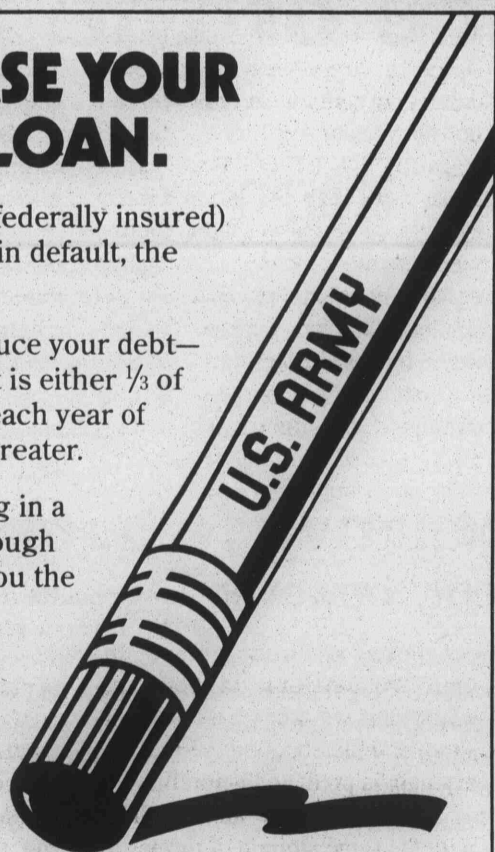 SE YOUR
LOAN.
federally insured)
in default, the
uce your debt—
is either ⅓ of
each year of
reater.
g in a
ough
ou the
U.S. ARMY